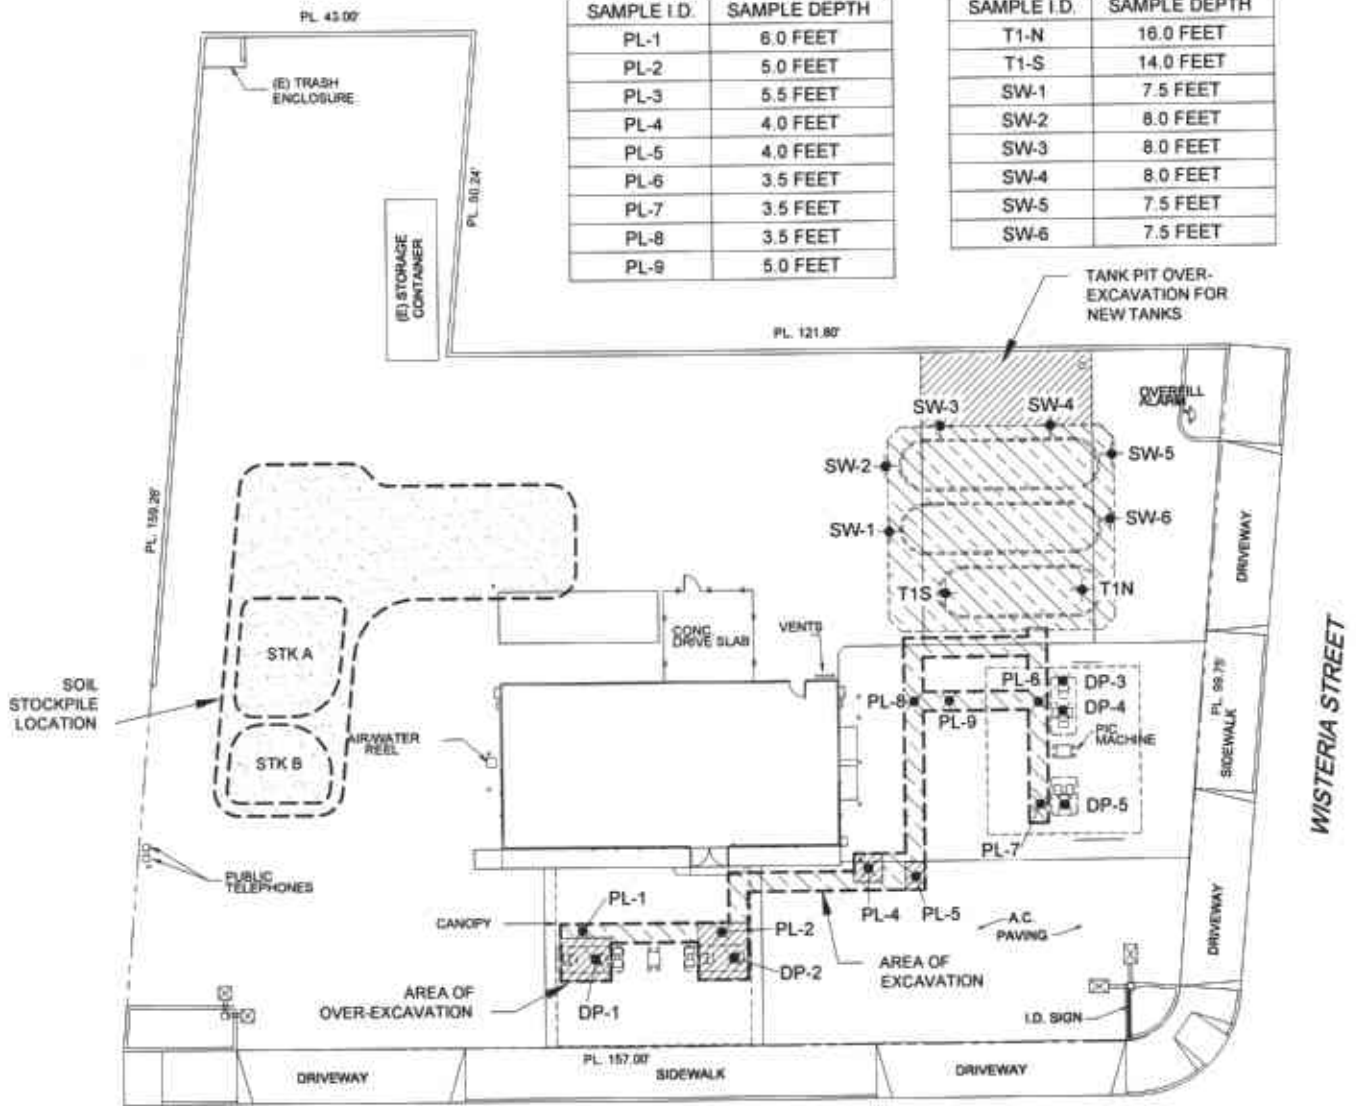 PL. 43.00'
SAMPLE I.D. SAMPLE DEPTH
PL-1 6.0 FEET
PL-2 5.0 FEET
PL-3 5.5 FEET
PL-4 4.0 FEET
PL-5 4.0 FEET
PL-6 3.5 FEET
PL-7 3.5 FEET
PL-8 3.5 FEET
PL-9 5.0 FEET
SAMPLE I.D. SAMPLE DEPTH
T1-N 16.0 FEET
T1-S 14.0 FEET
SW-1 7.5 FEET
SW-2 8.0 FEET
SW-3 8.0 FEET
SW-4 8.0 FEET
SW-5 7.5 FEET
SW-6 7.5 FEET
(E) TRASH
ENCLOSURE
PL.
(E) STORAGE
CONTAINER
TANK PIT OVER-
EXCAVATION FOR
NEW TANKS
PL. 121.80'
OVERFILL
ALARM
SW-3
SW-4
SW-2
SW-5
SW-1
SW-6
T1S
T1N
PL. 159.26'
DRIVEWAY
STK A
CONC
DRIVE SLAB
VENTS
SOIL
STOCKPILE
LOCATION
STK B
AIR/WATER
REEL
PL-8
PL-9
PL-6
DP-3
DP-4
PIC
MACHINE
DP-5
PL-7
PL. 99.75'
SIDEWALK
WISTERIA STREET
PUBLIC
TELEPHONES
CANOPY
PL-1
PL-2
PL-4
PL-5
A.C.
PAVING
DRIVEWAY
DP-2
AREA OF
EXCAVATION
AREA OF
OVER-EXCAVATION
DP-1
I.D. SIGN
PL. 157.00'
DRIVEWAY
SIDEWALK
DRIVEWAY